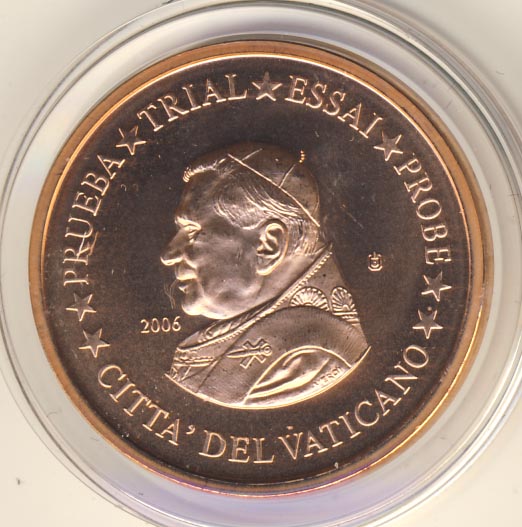 ★ PRUEBA ★ TRIAL ★ ESSAI ★ PROBE ★
2006
★ CITTA' DEL VATICANO ★